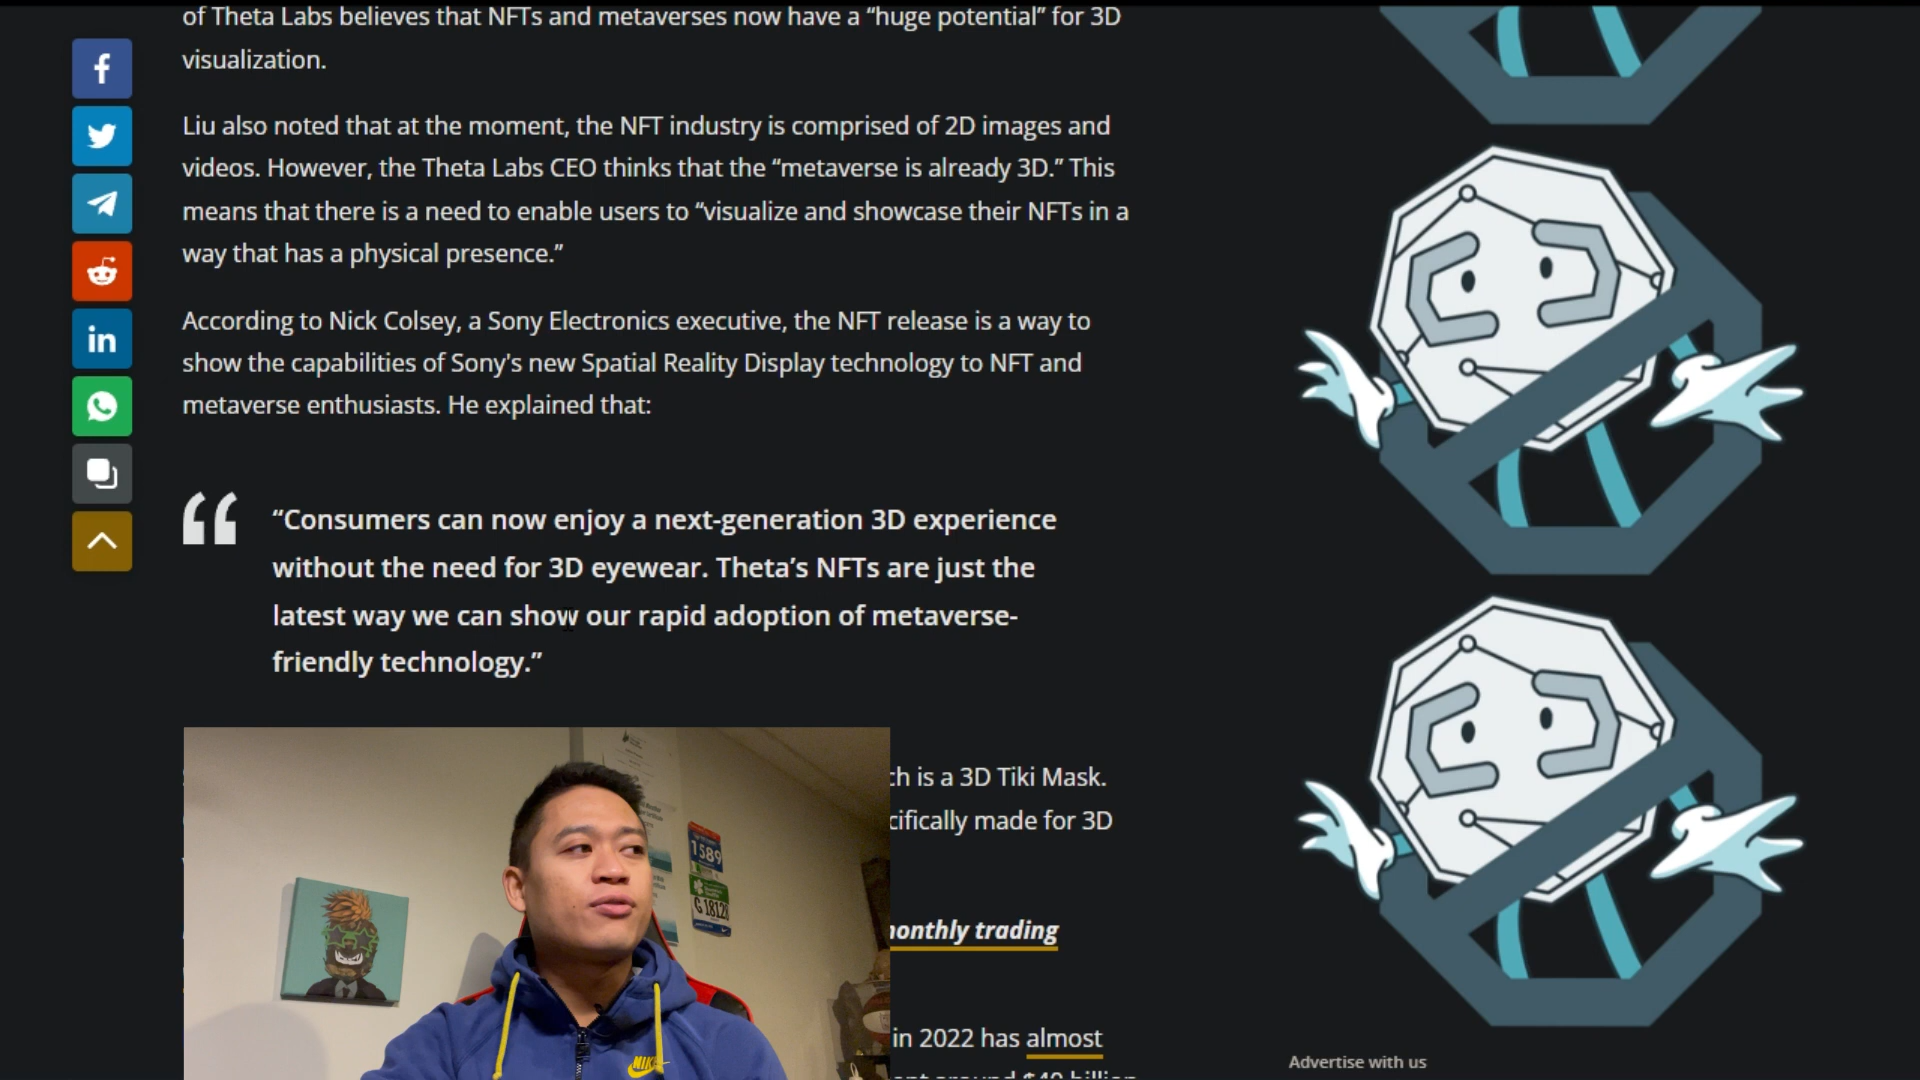 of Theta Labs believes that NFTs and metaverses now have a “huge potential” for 3D
visualization.
Liu also noted that at the moment, the NFT industry is comprised of 2D images and
videos. However, the Theta Labs CEO thinks that the “metaverse is already 3D.” This
means that there is a need to enable users to “visualize and showcase their NFTs in a
way that has a physical presence.”
According to Nick Colsey, a Sony Electronics executive, the NFT release is a way to
show the capabilities of Sony's new Spatial Reality Display technology to NFT and
metaverse enthusiasts. He explained that:
“Consumers can now enjoy a next-generation 3D experience
without the need for 3D eyewear. Theta’s NFTs are just the
latest way we can show our rapid adoption of metaverse-
friendly technology.”
is a 3D Tiki Mask.
made for 3D
trading
in 2022 has almost
around $40 billion
1589
G 1812
NIKE
Advertise with us